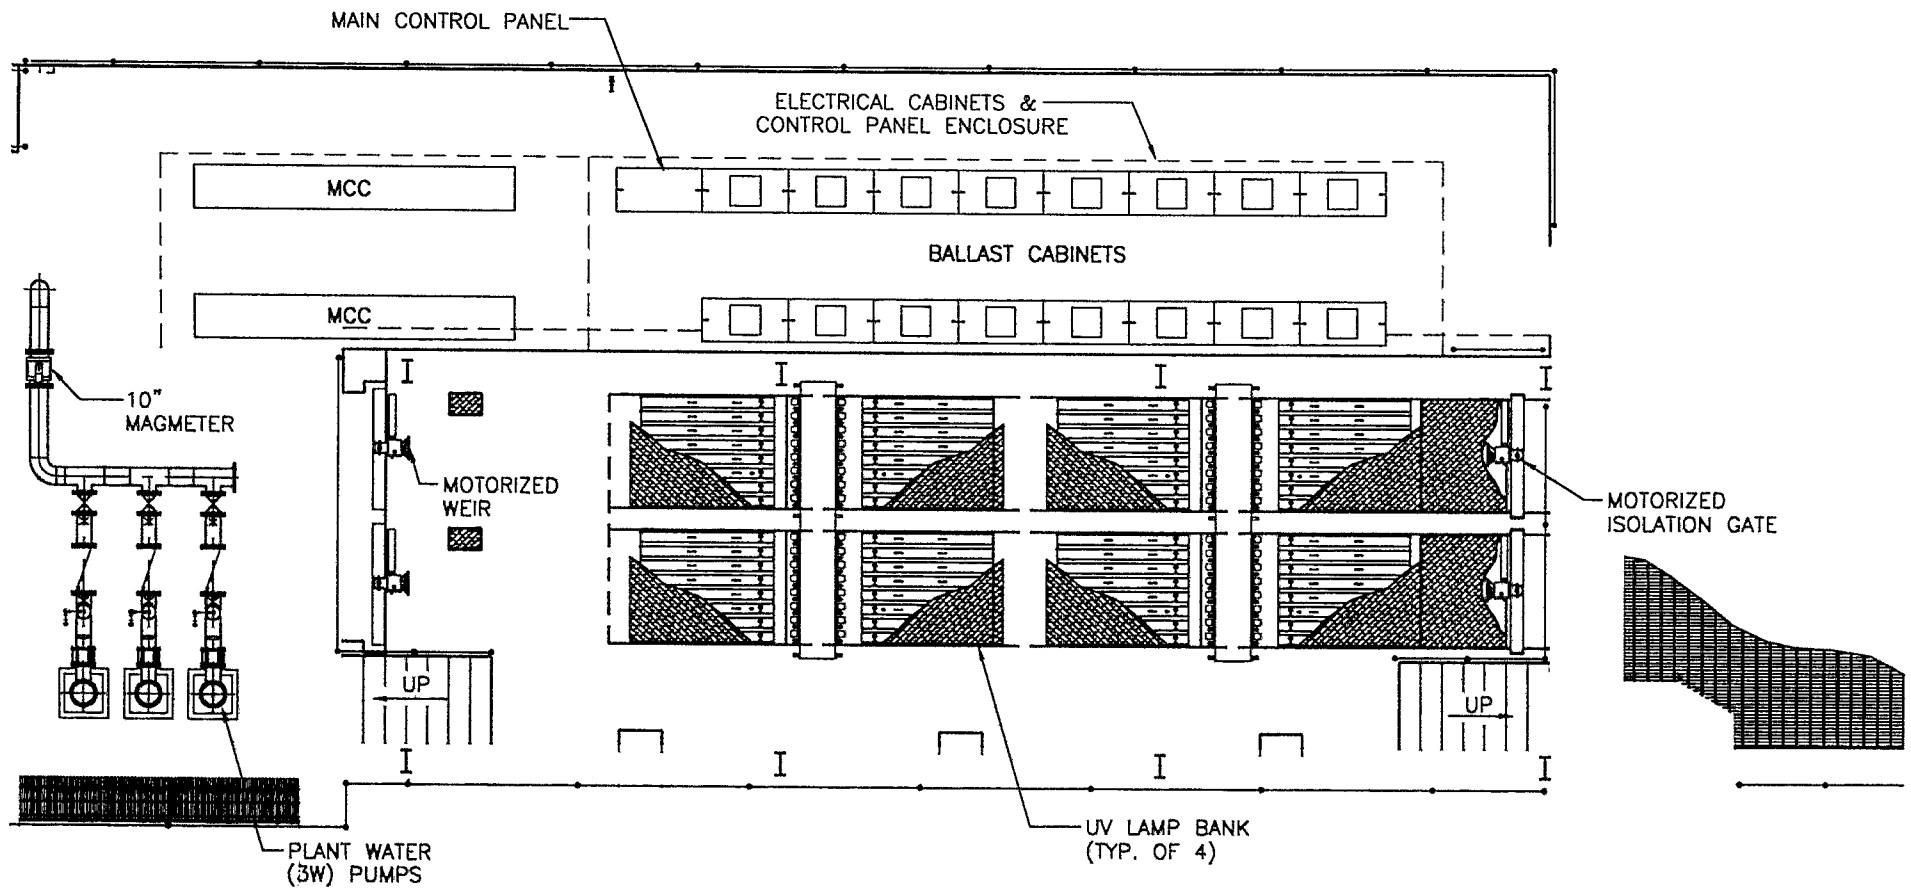 MAIN CONTROL PANEL
ELECTRICAL CABINETS &
CONTROL PANEL ENCLOSURE
MCC
BALLAST CABINETS
MCC
10"
MAGMETER
MOTORIZED
WEIR
MOTORIZED
ISOLATION GATE
UP
UP
UV LAMP BANK
(TYP. OF 4)
PLANT WATER
(3W) PUMPS